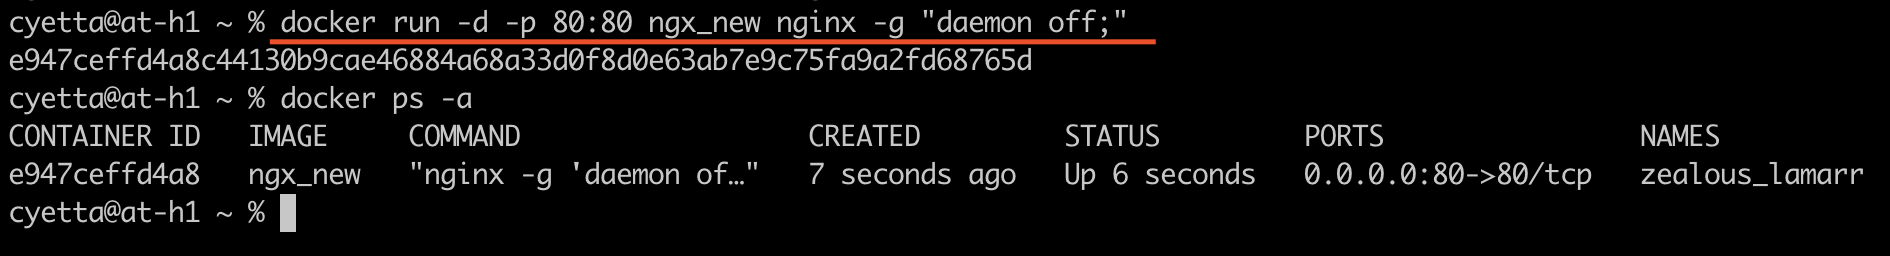 cyetta@at-h1 ~ % docker run -d -p 80:80 ngx_new nginx -g "daemon off;"
e947ceffd4a8c44130b9cae46884a68a33d0f8d0e63ab7e9c75fa9a2fd68765d
cyetta@at-h1 ~ % docker ps -a
CONTAINER ID   IMAGE     COMMAND                  CREATED         STATUS         PORTS                NAMES
e947ceffd4a8   ngx_new   "nginx -g 'daemon of…"   7 seconds ago   Up 6 seconds   0.0.0.0:80->80/tcp   zealous_lamarr
cyetta@at-h1 ~ %